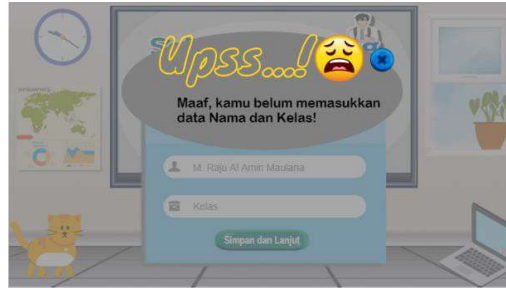 Upss....!
Maaf, kamu belum memasukkan
data Nama dan Kelas!
M. Raju Al Amin Maulana
Kelas
Simpan dan Lanjut